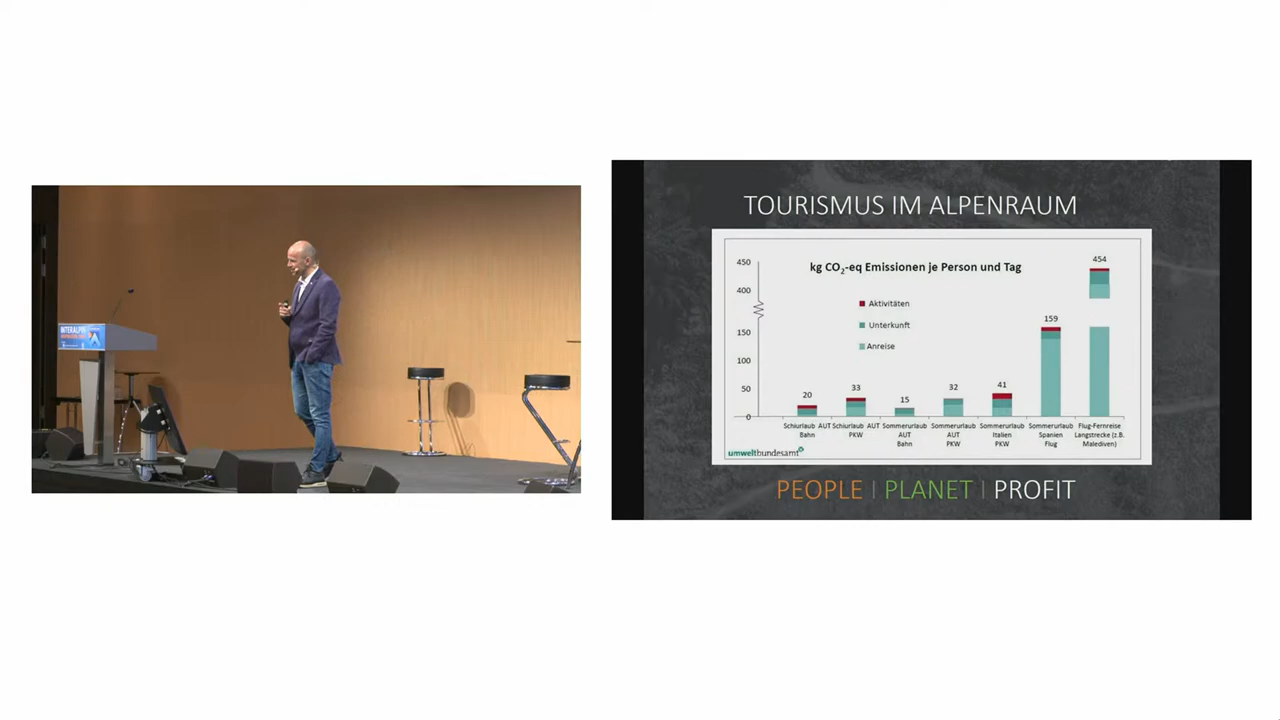 INTERALPIN
TOURISMUS IM ALPENRAUM
kg CO₂-eq Emissionen je Person und Tag
450
400
150
100
50
0
Aktivitäten
Unterkunft
Anreise
20
33
15
32
41
159
454
Schiurlaub AUT
Bahn
Schiurlaub AUT
PKW
Sommerurlaub
AUT
Bahn
Sommerurlaub
AUT
PKW
Sommerurlaub
Italien
PKW
Sommerurlaub
Spanien
Flug
Flug-Fernreise
Langstrecke (z.B.
Malediven)
umweltbundesamt
PEOPLE | PLANET | PROFIT